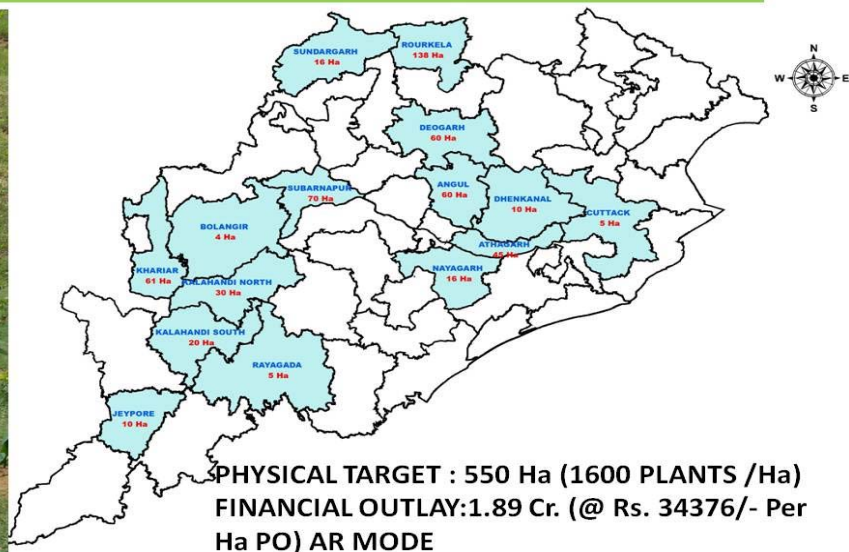 SUNDARGARH
16 Ha
ROURKELA
138 Ha
N
W E
S
DEOGARH
60 Ha
SUBARNAPUR
70 Ha
ANGUL
60 Ha
DHENKANAL
10 Ha
CUTTACK
5 Ha
BOLANGIR
4 Ha
ATHAGARH
45 Ha
KHARIAR
61 Ha
KALAHANDI NORTH
30 Ha
NAYAGARH
16 Ha
KALAHANDI SOUTH
20 Ha
RAYAGADA
5 Ha
JEYPORE
10 Ha
PHYSICAL TARGET : 550 Ha (1600 PLANTS /Ha)
FINANCIAL OUTLAY:1.89 Cr. (@ Rs. 34376/- Per
Ha PO) AR MODE